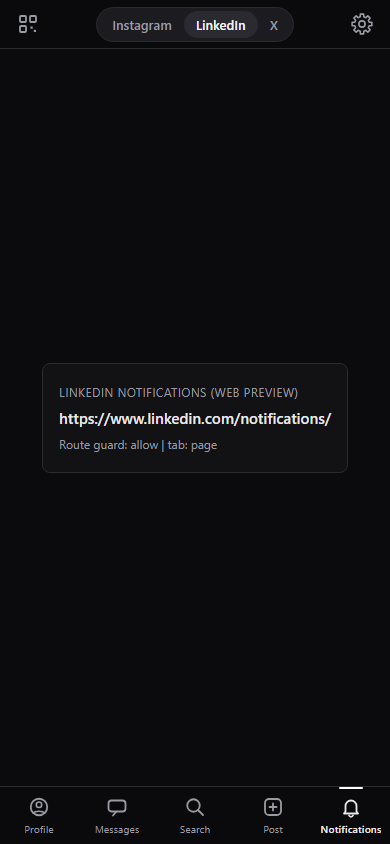 Instagram LinkedIn X
LINKEDIN NOTIFICATIONS (WEB PREVIEW)
https://www.linkedin.com/notifications/
Route guard: allow | tab: page
Profile Messages Search Post Notifications